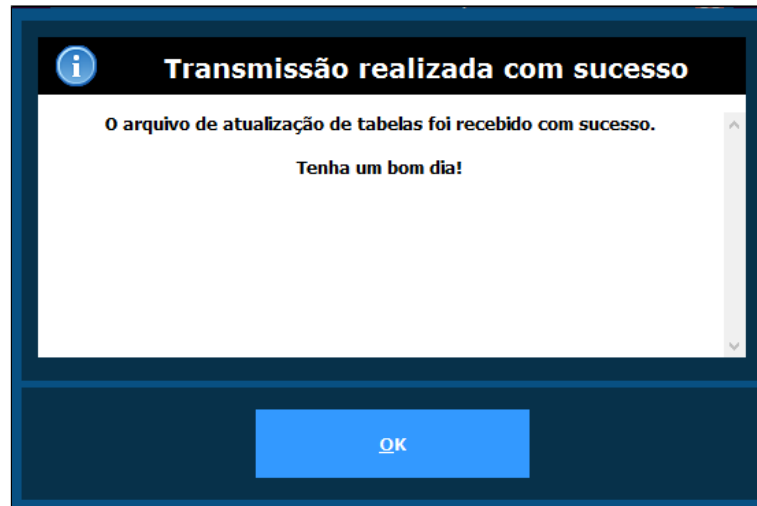 Transmissão realizada com sucesso
O arquivo de atualização de tabelas foi recebido com sucesso.
Tenha um bom dia!
OK